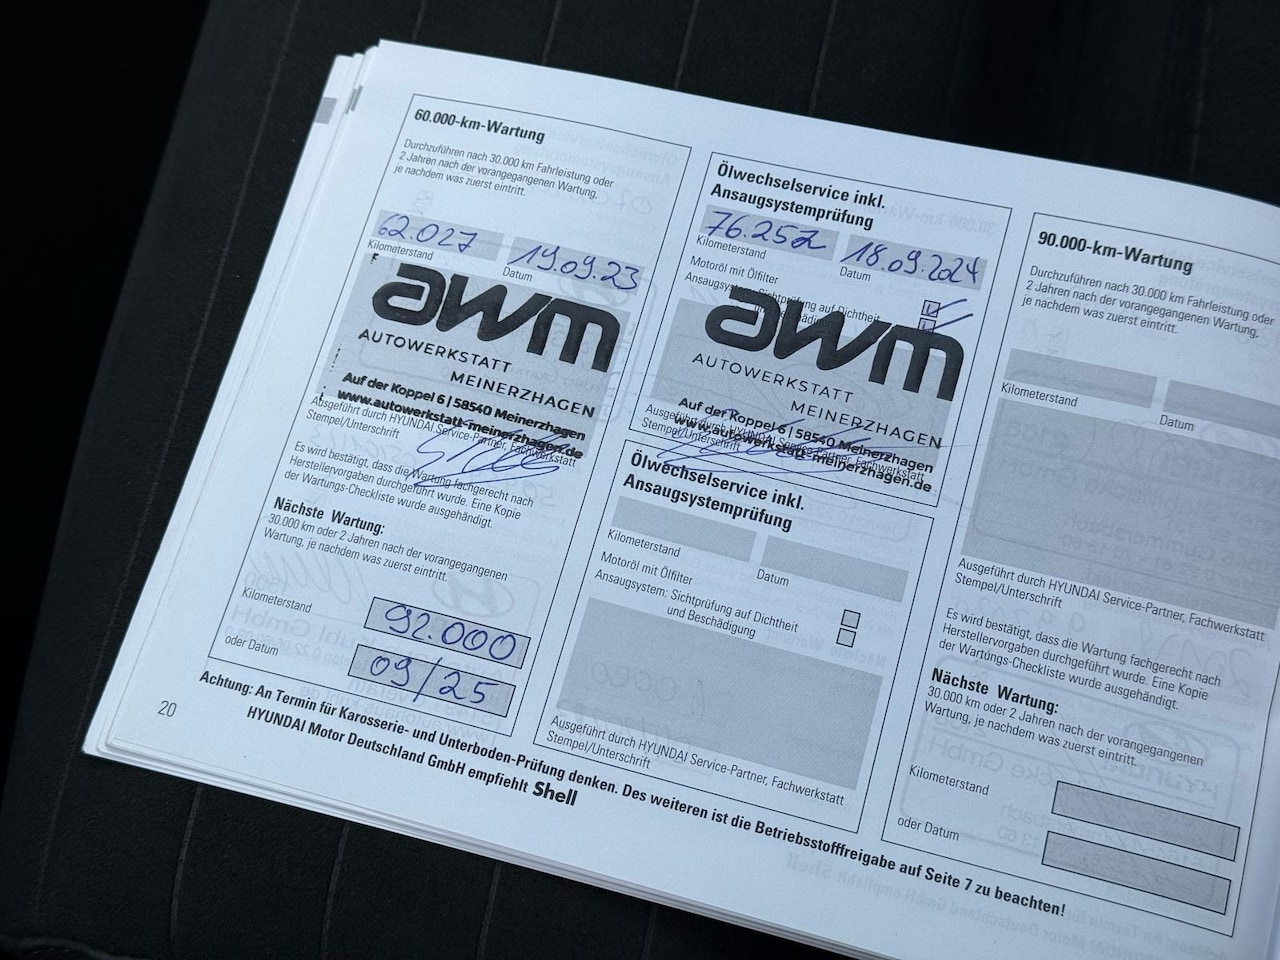 60.000-km-Wartung
Durchzuführen nach 30.000 km Fahrleistung oder
2 Jahren nach der vorangegangenen Wartung,
je nachdem was zuerst eintritt.
62.027
19.09.23
Kilometerstand
Datum
awm
AUTOWERKSTATT
MEINERZHAGEN
Auf der Koppel 6 | 58540 Meinerzhagen
www.autowerkstatt-meinerzhagen.de
Ausgeführt durch HYUNDAI Service-Partner, Fachwerkstatt
Stempel/Unterschrift
Es wird bestätigt, dass die Wartung fachgerecht nach
Herstellervorgaben durchgeführt wurde. Eine Kopie
der Wartungs-Checkliste wurde ausgehändigt.
Nächste Wartung:
30.000 km oder 2 Jahren nach der vorangegangenen
Wartung, je nachdem was zuerst eintritt.
Kilometerstand
92.000
oder Datum
09/25
Ölwechselservice inkl.
Ansaugsystemprüfung
76.252
18.09.2024
Kilometerstand
Datum
Motoröl mit Ölfilter
Ansaugsystem: Sichtprüfung auf Dichtheit
awm
AUTOWERKSTATT
MEINERZHAGEN
Auf der Koppel 6 | 58540 Meinerzhagen
www.autowerkstatt-meinerzhagen.de
Ausgeführt durch HYUNDAI Service-Partner, Fachwerkstatt
Stempel/Unterschrift
Ölwechselservice inkl.
Ansaugsystemprüfung
Kilometerstand
Datum
Motoröl mit Ölfilter
Ansaugsystem: Sichtprüfung auf Dichtheit
und Beschädigung
Ausgeführt durch HYUNDAI Service-Partner, Fachwerkstatt
Stempel/Unterschrift
90.000-km-Wartung
Durchzuführen nach 30.000 km Fahrleistung oder
2 Jahren nach der vorangegangenen Wartung,
je nachdem was zuerst eintritt.
Kilometerstand
Datum
Ausgeführt durch HYUNDAI Service-Partner, Fachwerkstatt
Stempel/Unterschrift
Es wird bestätigt, dass die Wartung fachgerecht nach
Herstellervorgaben durchgeführt wurde. Eine Kopie
der Wartungs-Checkliste wurde ausgehändigt.
Nächste Wartung:
30.000 km oder 2 Jahren nach der vorangegangenen
Wartung, je nachdem was zuerst eintritt.
Kilometerstand
oder Datum
20
Achtung: An Termin für Karosserie- und Unterboden-Prüfung denken. Des weiteren ist die Betriebsstofffreigabe auf Seite 7 zu beachten!
HYUNDAI Motor Deutschland GmbH empfiehlt Shell